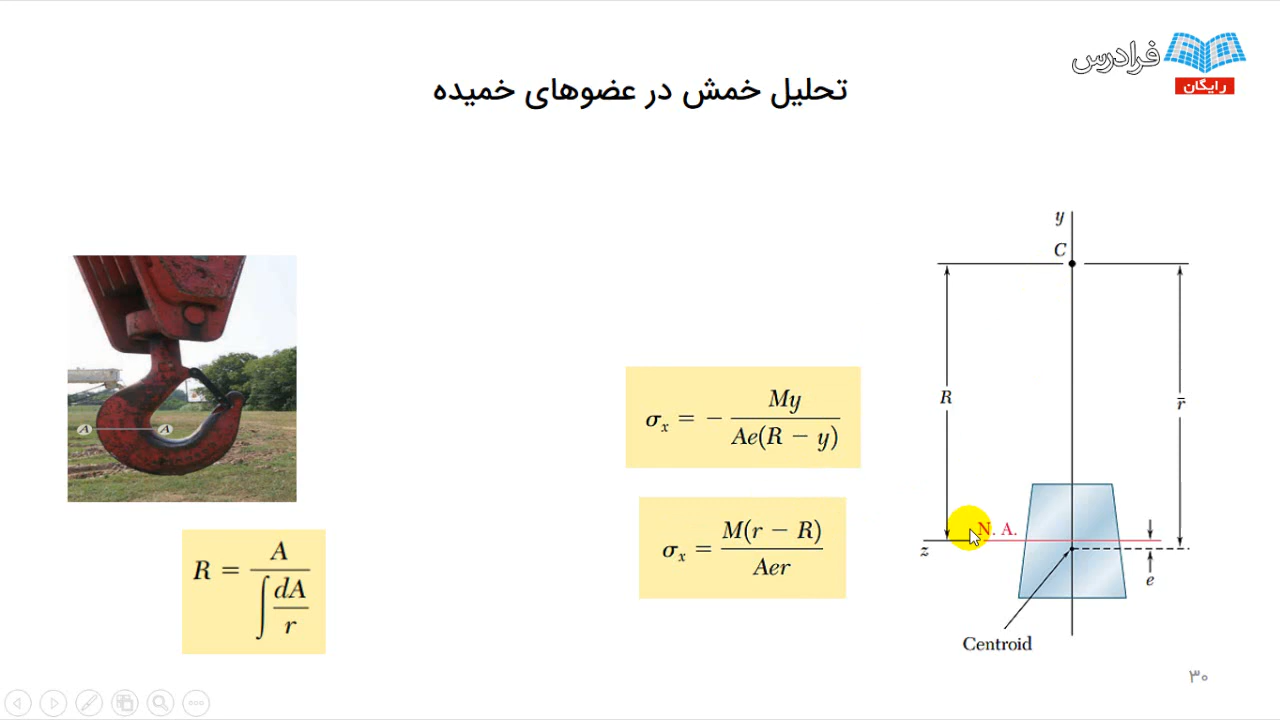 فرادرس
رایگان
تحلیل خمش در عضوهای خمیده
y
C
R
r̄
σₓ = − My / Ae(R − y)
σₓ = M(r − R) / Aer
A A
R = A / ∫ dA/r
N. A.
z
e
Centroid
۳۰